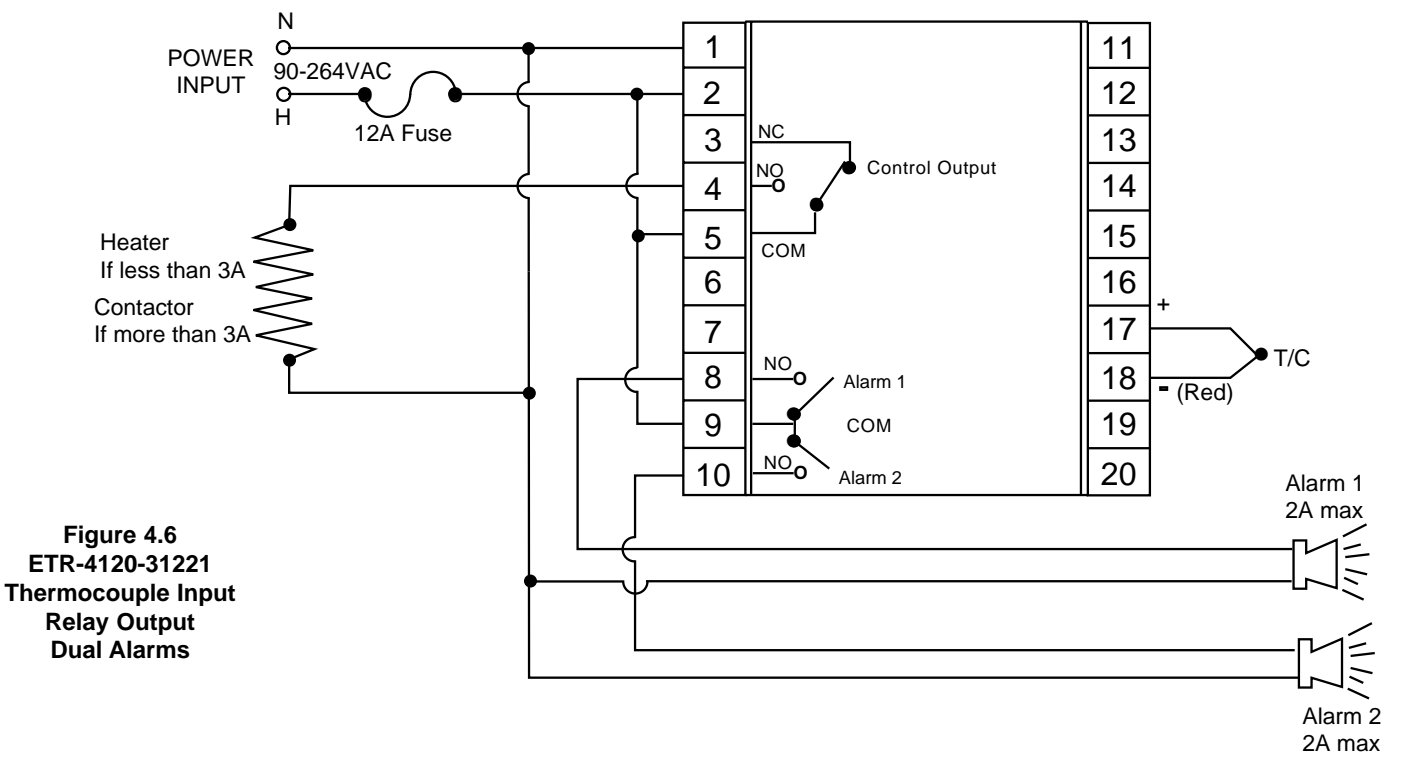 N
POWER
INPUT
90-264VAC
H
12A Fuse
Heater
If less than 3A
Contactor
If more than 3A
1
2
3
4
5
6
7
8
9
10
NC
NO
Control Output
COM
NO
Alarm 1
COM
NO
Alarm 2
11
12
13
14
15
16
17
18
19
20
+
T/C
- (Red)
Alarm 1
2A max
Alarm 2
2A max
Figure 4.6
ETR-4120-31221
Thermocouple Input
Relay Output
Dual Alarms